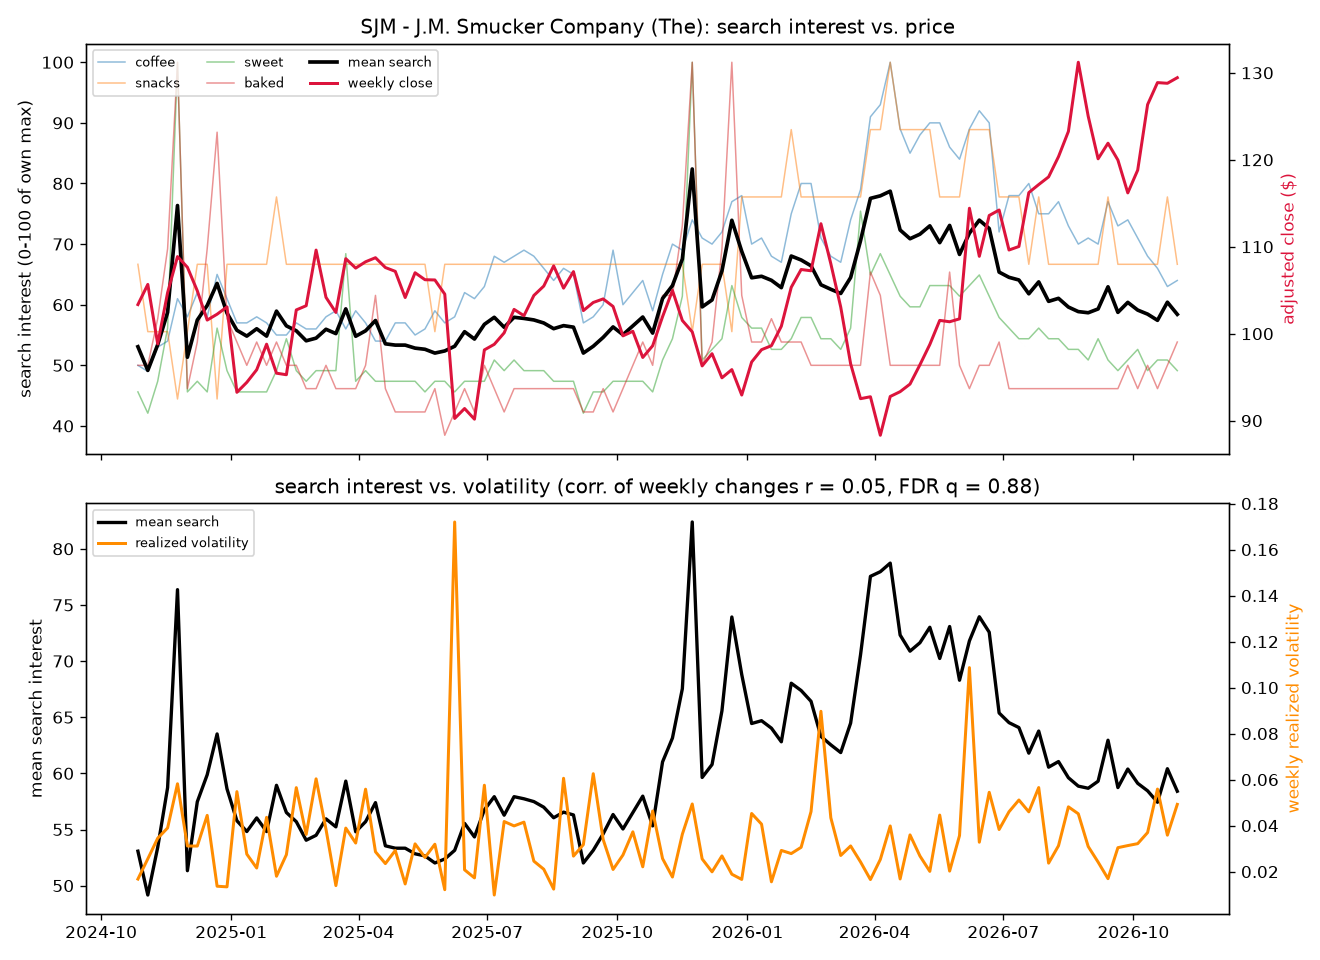 SJM - J.M. Smucker Company (The): search interest vs. price
coffee
snacks
sweet
baked
mean search
weekly close
100
90
80
70
60
50
40
search interest (0-100 of own max)
130
120
110
100
90
adjusted close ($)
search interest vs. volatility (corr. of weekly changes r = 0.05, FDR q = 0.88)
mean search
realized volatility
80
75
70
65
60
55
50
mean search interest
0.18
0.16
0.14
0.12
0.10
0.08
0.06
0.04
0.02
weekly realized volatility
2024-10
2025-01
2025-04
2025-07
2025-10
2026-01
2026-04
2026-07
2026-10